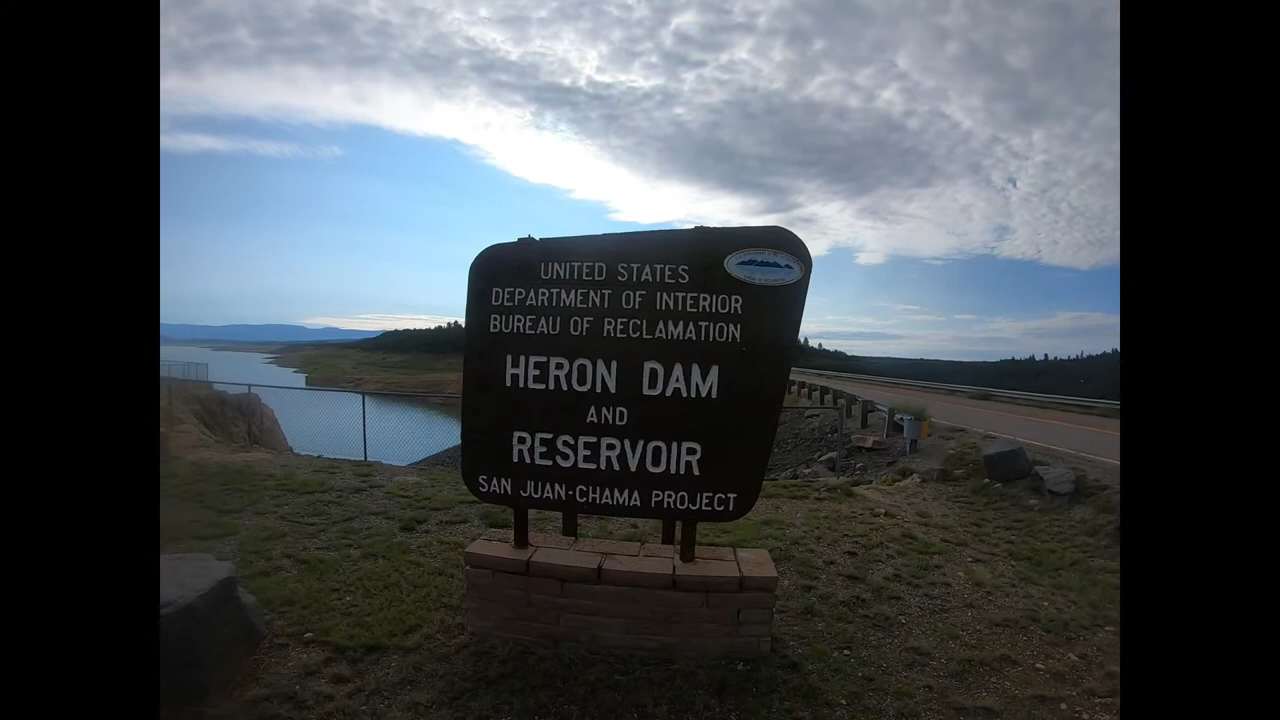 UNITED STATES
DEPARTMENT OF INTERIOR
BUREAU OF RECLAMATION
HERON DAM
AND
RESERVOIR
SAN JUAN-CHAMA PROJECT